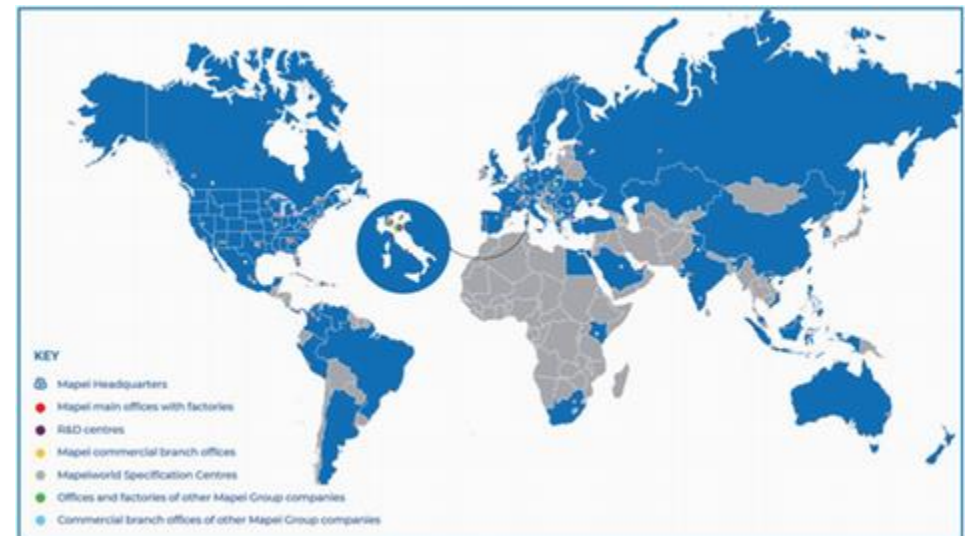 KEY
Mapei Headquarters
Mapei main offices with factories
R&D centres
Mapei commercial branch offices
Mapeiworld Specification Centres
Offices and factories of other Mapei Group companies
Commercial branch offices of other Mapei Group companies